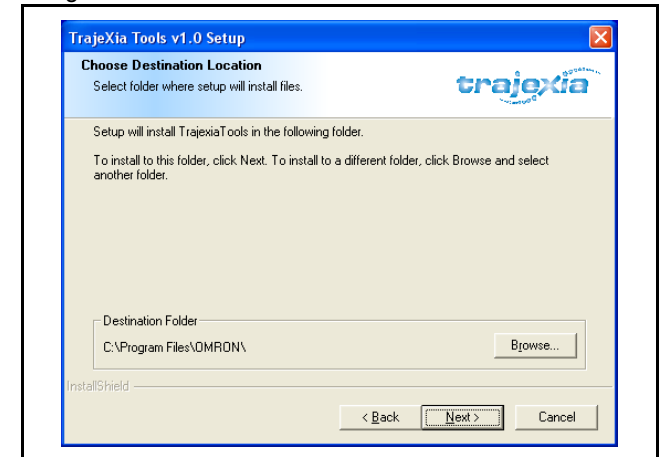 TrajeXia Tools v1.0 Setup
Choose Destination Location
Select folder where setup will install files.
trajexia
Setup will install TrajexiaTools in the following folder.
To install to this folder, click Next. To install to a different folder, click Browse and select
another folder.
Destination Folder
C:\Program Files\OMRON\
Browse...
InstallShield
< Back
Next >
Cancel